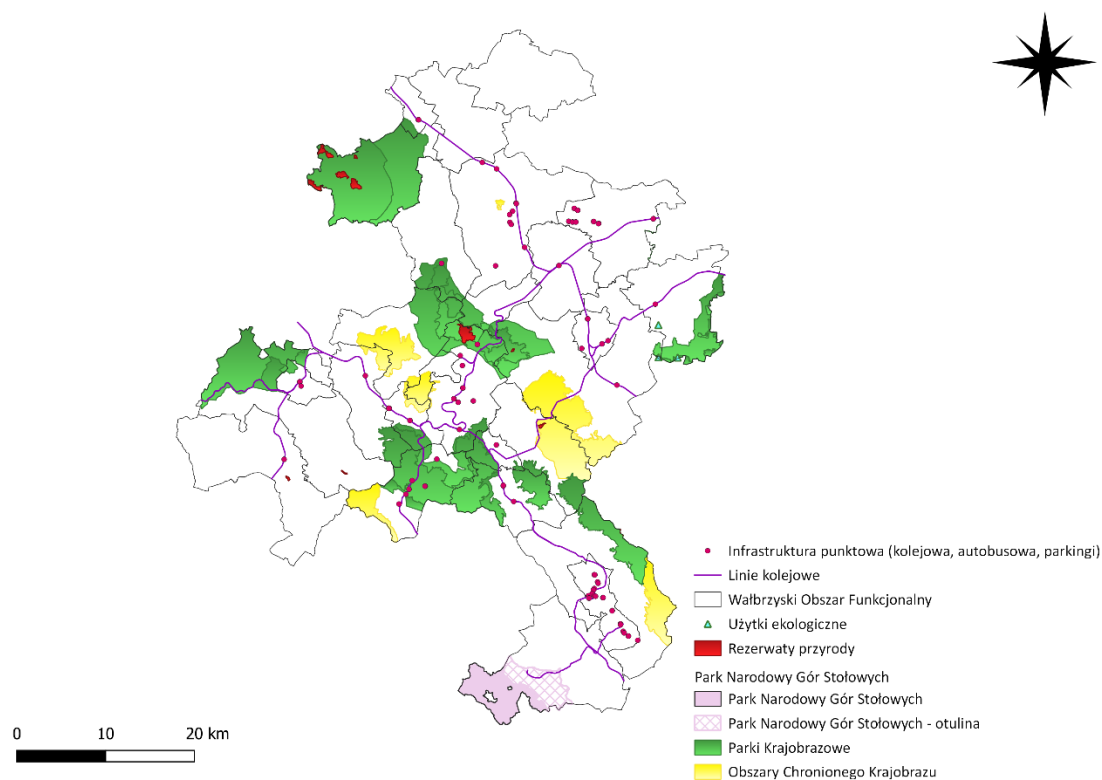 Infrastruktura punktowa (kolejowa, autobusowa, parkingi)
Linie kolejowe
Wałbrzyski Obszar Funkcjonalny
Użytki ekologiczne
Rezerwaty przyrody
Park Narodowy Gór Stołowych
Park Narodowy Gór Stołowych
Park Narodowy Gór Stołowych - otulina
Parki Krajobrazowe
Obszary Chronionego Krajobrazu
0 10 20 km